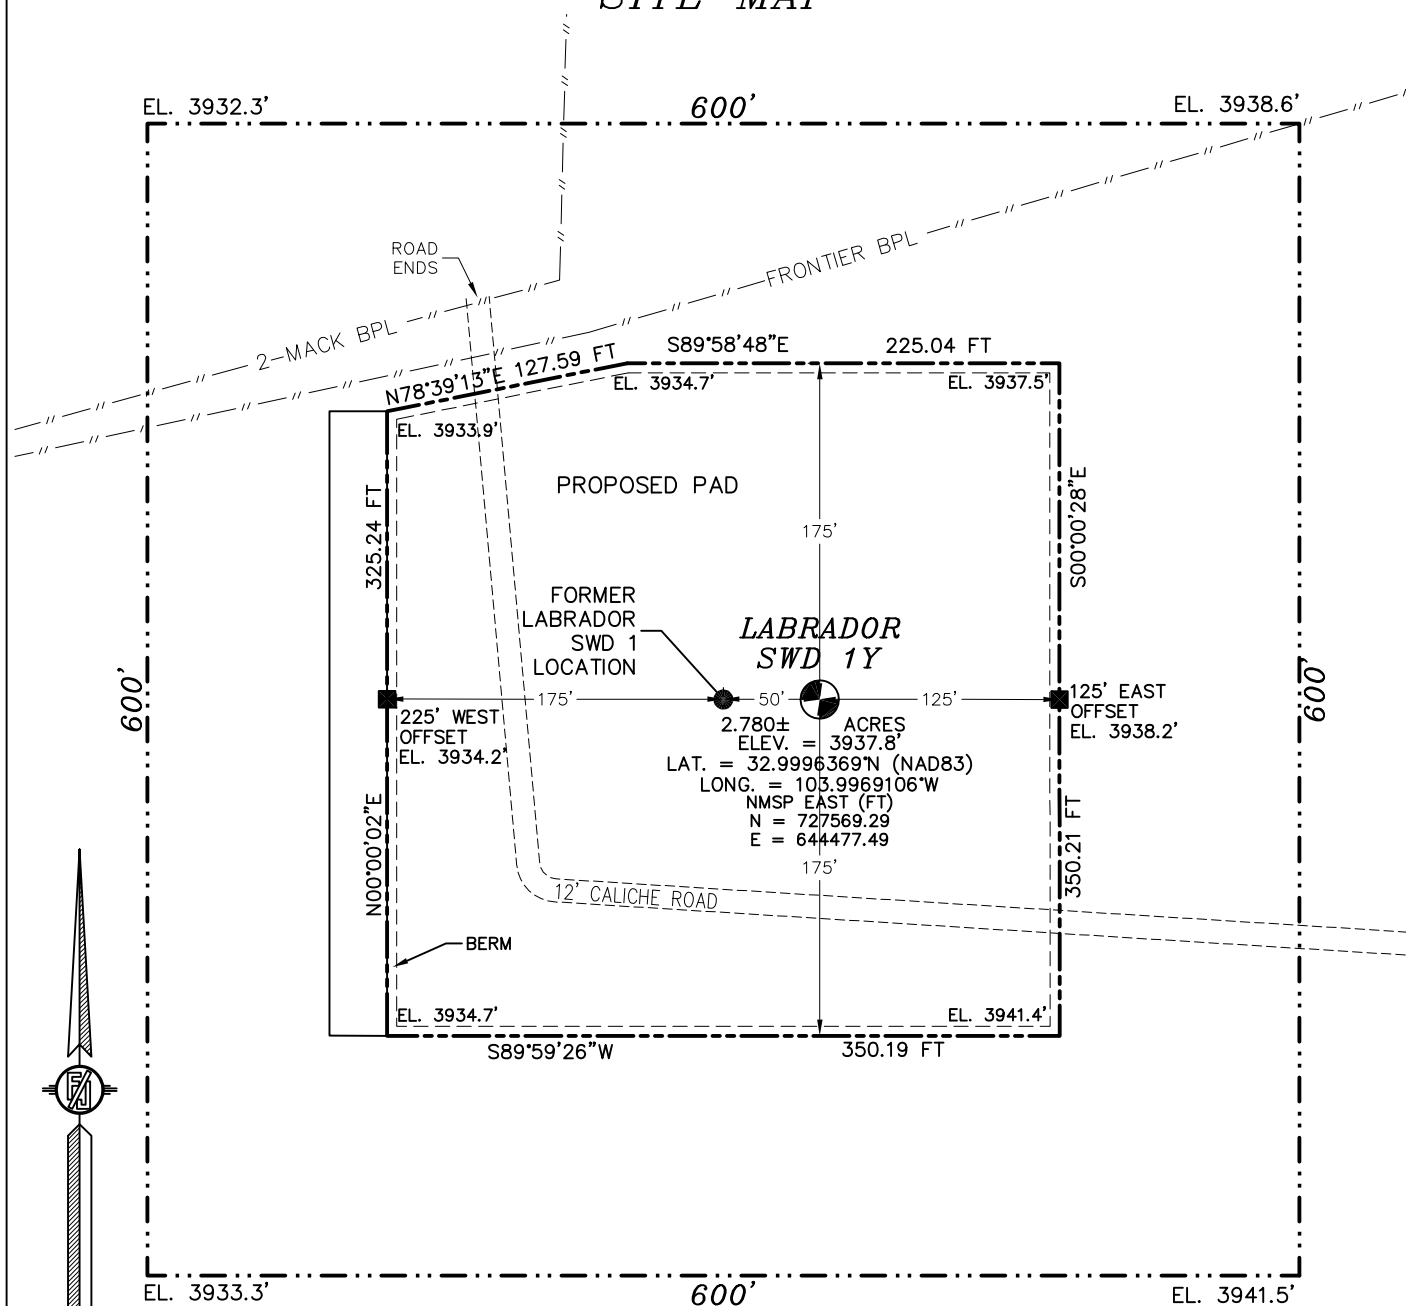 SITE MAP
EL. 3932.3'
600'
EL. 3938.6'
ROAD
ENDS
FRONTIER BPL
2-MACK BPL
N78°39'13"E 127.59 FT
S89°58'48"E
225.04 FT
EL. 3934.7'
EL. 3937.5'
EL. 3933.9'
PROPOSED PAD
325.24 FT
175'
S00°00'28"E
FORMER
LABRADOR
SWD 1
LOCATION
LABRADOR
SWD 1Y
600'
600'
175'
50'
125'
225' WEST
OFFSET
EL. 3934.2'
125' EAST
OFFSET
EL. 3938.2'
2.780± ACRES
ELEV. = 3937.8'
LAT. = 32.9996369°N (NAD83)
LONG. = 103.9969106°W
NMSP EAST (FT)
N = 727569.29
E = 644477.49
N00°00'02"E
350.21 FT
175'
12' CALICHE ROAD
BERM
EL. 3934.7'
EL. 3941.4'
S89°59'26"W
350.19 FT
EL. 3933.3'
600'
EL. 3941.5'